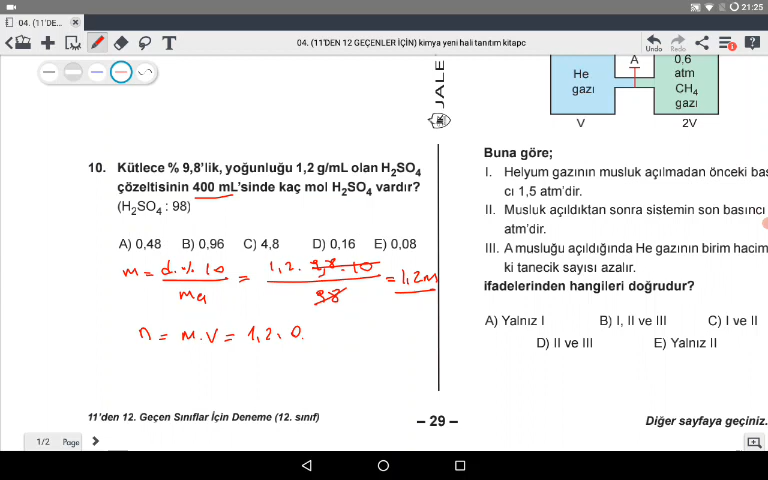 21:25
04. (11'DE...
T
04. (11'DEN 12 GEÇENLER İÇİN) kimya yeni hali tanıtım kitapc
Undo
Redo
JALE
10. Kütlece % 9,8'lik, yoğunluğu 1,2 g/mL olan H₂SO₄
çözeltisinin 400 mL'sinde kaç mol H₂SO₄ vardır?
(H₂SO₄ : 98)
A) 0,48 B) 0,96 C) 4,8 D) 0,16 E) 0,08
m = d.%.10 / ma = 1,2.9,8.10 / 98 = 1,2 M
n = M.V = 1,2. 0.
11'den 12. Geçen Sınıflar İçin Deneme (12. sınıf)
– 29 –
He
gazı
V
A
0,6
atm
CH₄
gazı
2V
Buna göre;
I. Helyum gazının musluk açılmadan önceki bas
cı 1,5 atm'dir.
II. Musluk açıldıktan sonra sistemin son basıncı
atm'dir.
III. A musluğu açıldığında He gazının birim hacim
ki tanecik sayısı azalır.
ifadelerinden hangileri doğrudur?
A) Yalnız I B) I, II ve III C) I ve II
D) II ve III E) Yalnız II
Diğer sayfaya geçiniz.
1/2 Page